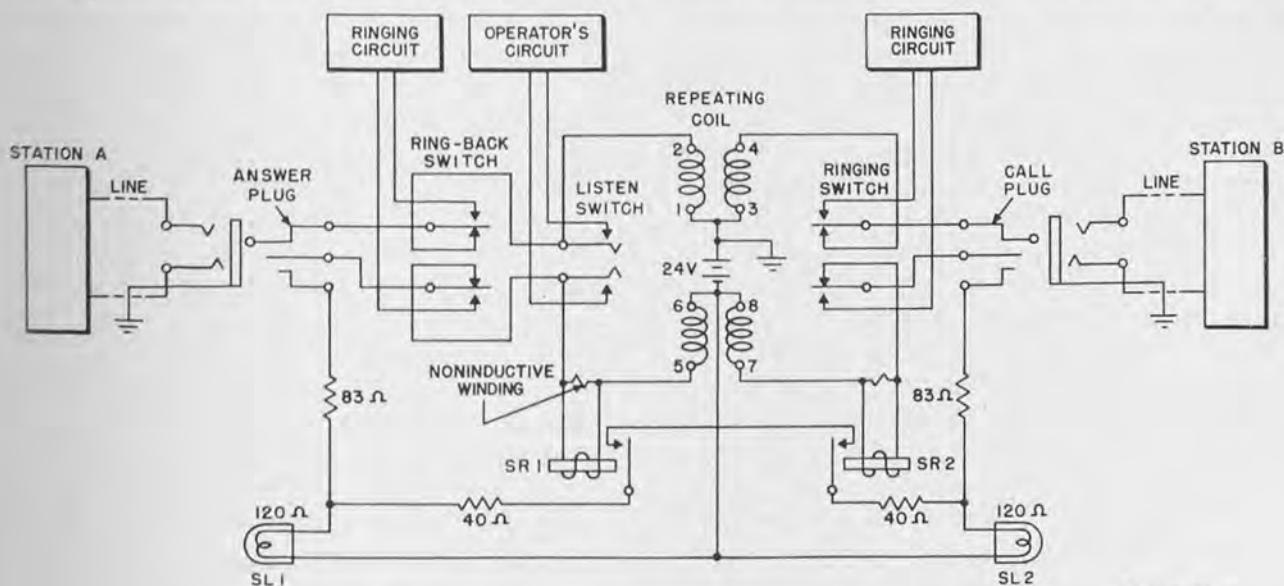 RINGING
CIRCUIT
OPERATOR'S
CIRCUIT
RINGING
CIRCUIT
REPEATING
COIL
STATION A
LINE
ANSWER
PLUG
RING-BACK
SWITCH
LISTEN
SWITCH
2
4
1
3
RINGING
SWITCH
CALL
PLUG
LINE
STATION B
24V
6
8
5
7
NONINDUCTIVE
WINDING
83 Ω
83 Ω
SR 1
SR 2
120 Ω
40 Ω
40 Ω
120 Ω
SL 1
SL 2